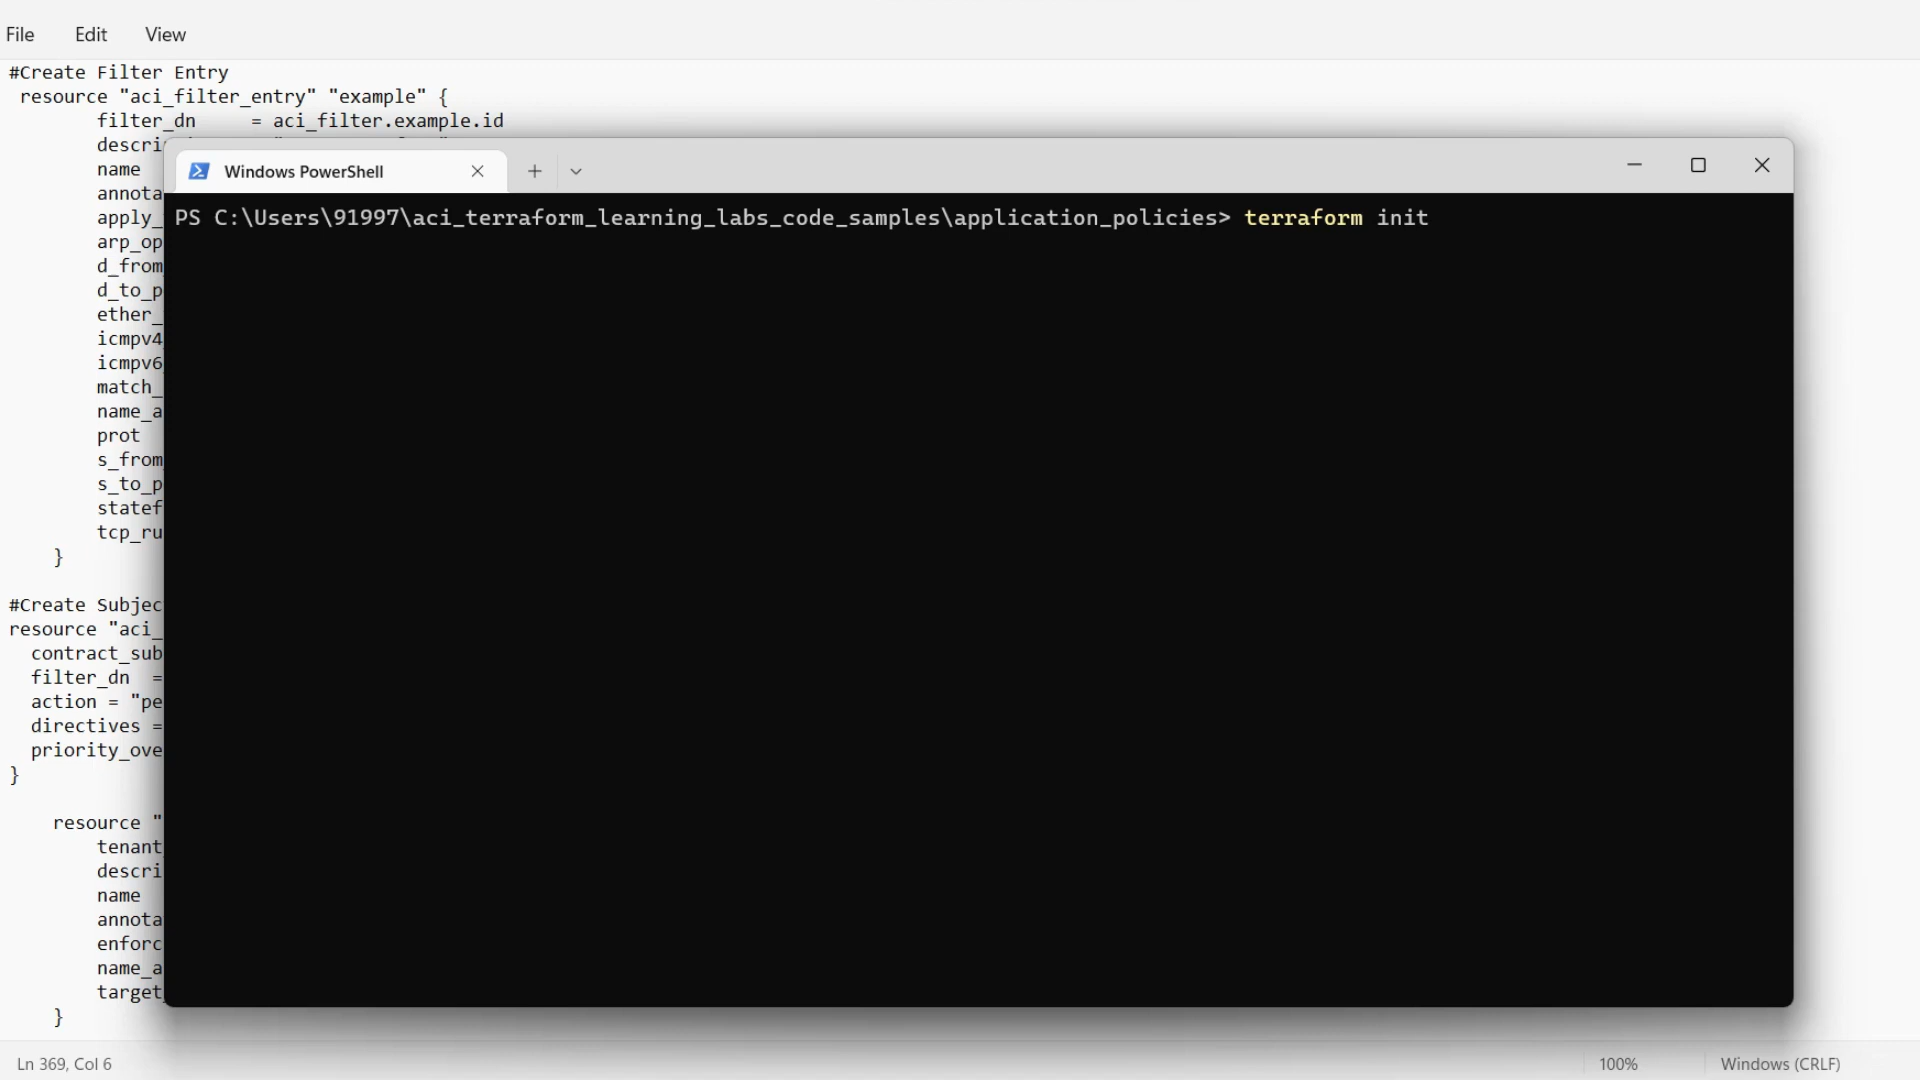 File Edit View
#Create Filter Entry
resource "aci_filter_entry" "example" {
filter_dn = aci_filter.example.id
descri
name
annota
apply_
arp_op
d_from
d_to_p
ether_
icmpv4
icmpv6
match_
name_a
prot
s_from
s_to_p
statef
tcp_ru
}
#Create Subjec
resource "aci_
contract_sub
filter_dn =
action = "pe
directives =
priority_ove
}
resource "
tenant
descri
name
annota
enforc
name_a
target
}
Windows PowerShell
PS C:\Users\91997\aci_terraform_learning_labs_code_samples\application_policies> terraform init
Ln 369, Col 6 100% Windows (CRLF)